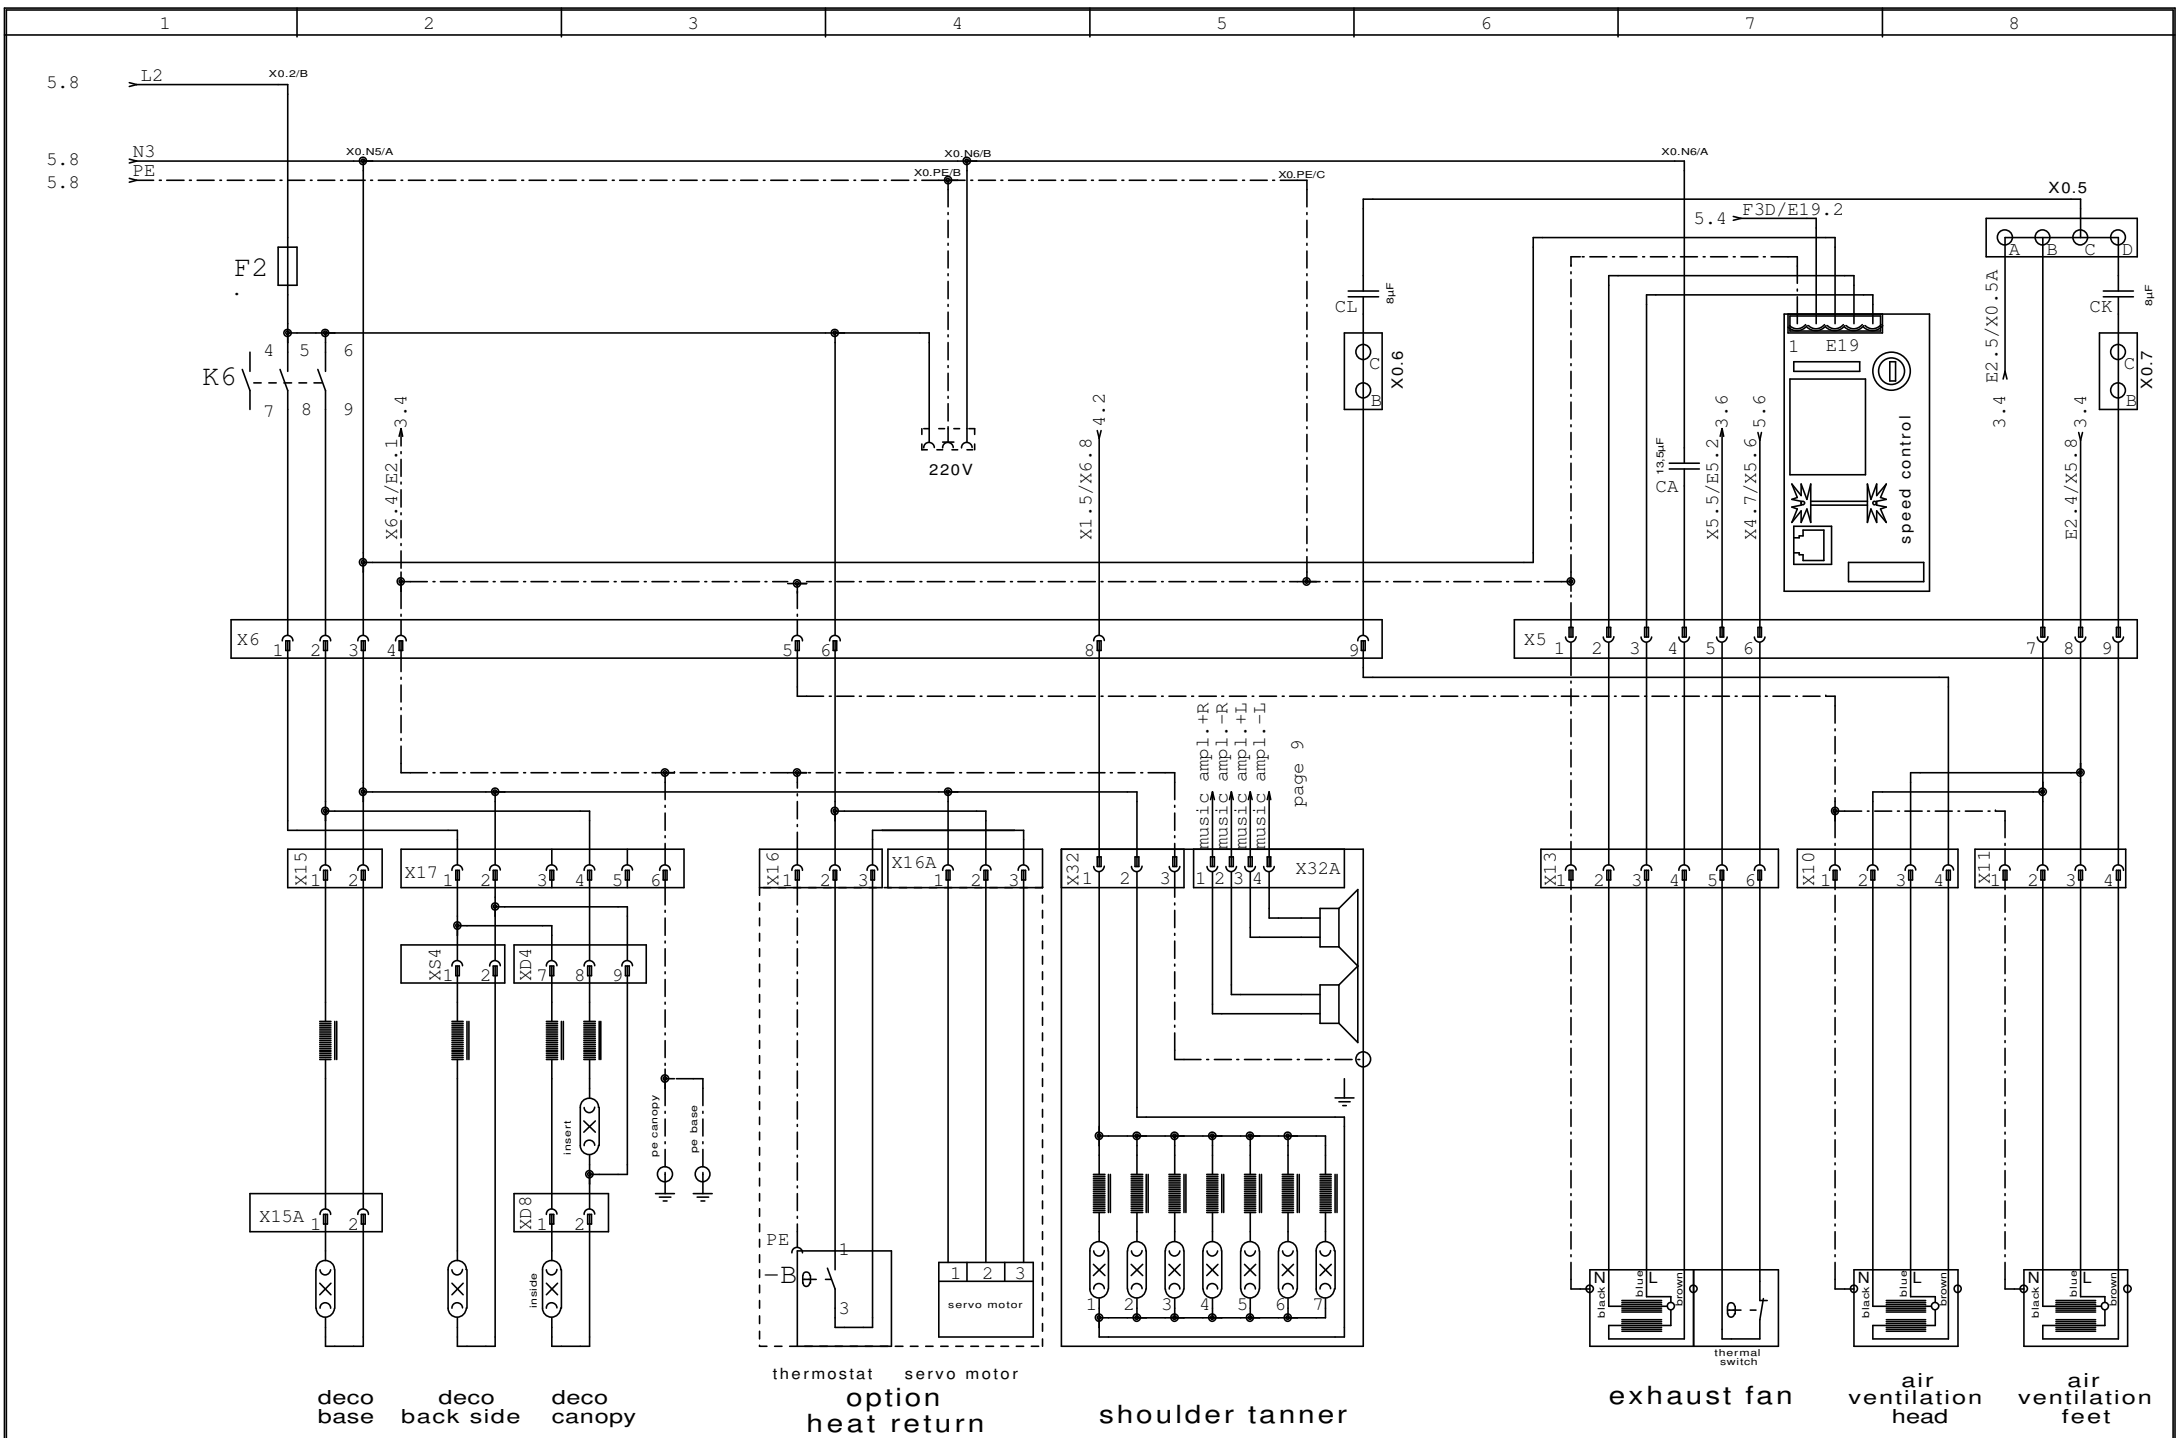 1 2 3 4 5 6 7 8
5.8 L2 X0.2/B
5.8 N3 X0.N5/A X0.N6/B X0.N6/A
5.8 PE X0.PE/B X0.PE/C
X0.5
5.4 F3D/E19.2
A B C D
F2
.
CL 8µF
CK 8µF
E2.5/X0.5A 3.4
C B X0.6
C B X0.7
1 E19
speed control
K6
4 5 6
7 8 9
X6.4/E2.1 3.4
220V
X1.5/X6.8 4.2
13,5µF
CA
X5.5/E5.2 3.6
X4.7/X5.6 5.6
E2.4/X5.8 3.4
X6 1 2 3 4 5 6 8 9
X5 1 2 3 4 5 6 7 8 9
music ampl.+R
music ampl.-R
music ampl.+L
music ampl.-L
page 9
X15 1 2
X17 1 2 3 4 5 6
X16 1 2 3
X16A 1 2 3
X32 1 2 3
1 2 3 4 X32A
X13 1 2 3 4 5 6
X10 1 2 3 4
X11 1 2 3 4
XS4 1 2
XD4 7 8 9
insert
pe canopy
pe base
X15A 1 2
XD8 1 2
inside
PE
-B
1
3
1 2 3
servo motor
1 2 3 4 5 6 7
N L
black blue brown
thermal
switch
N L
black blue brown
N L
black blue brown
thermostat servo motor
deco
base
deco
back side
deco
canopy
option
heat return
shoulder tanner
exhaust fan
air
ventilation
head
air
ventilation
feet